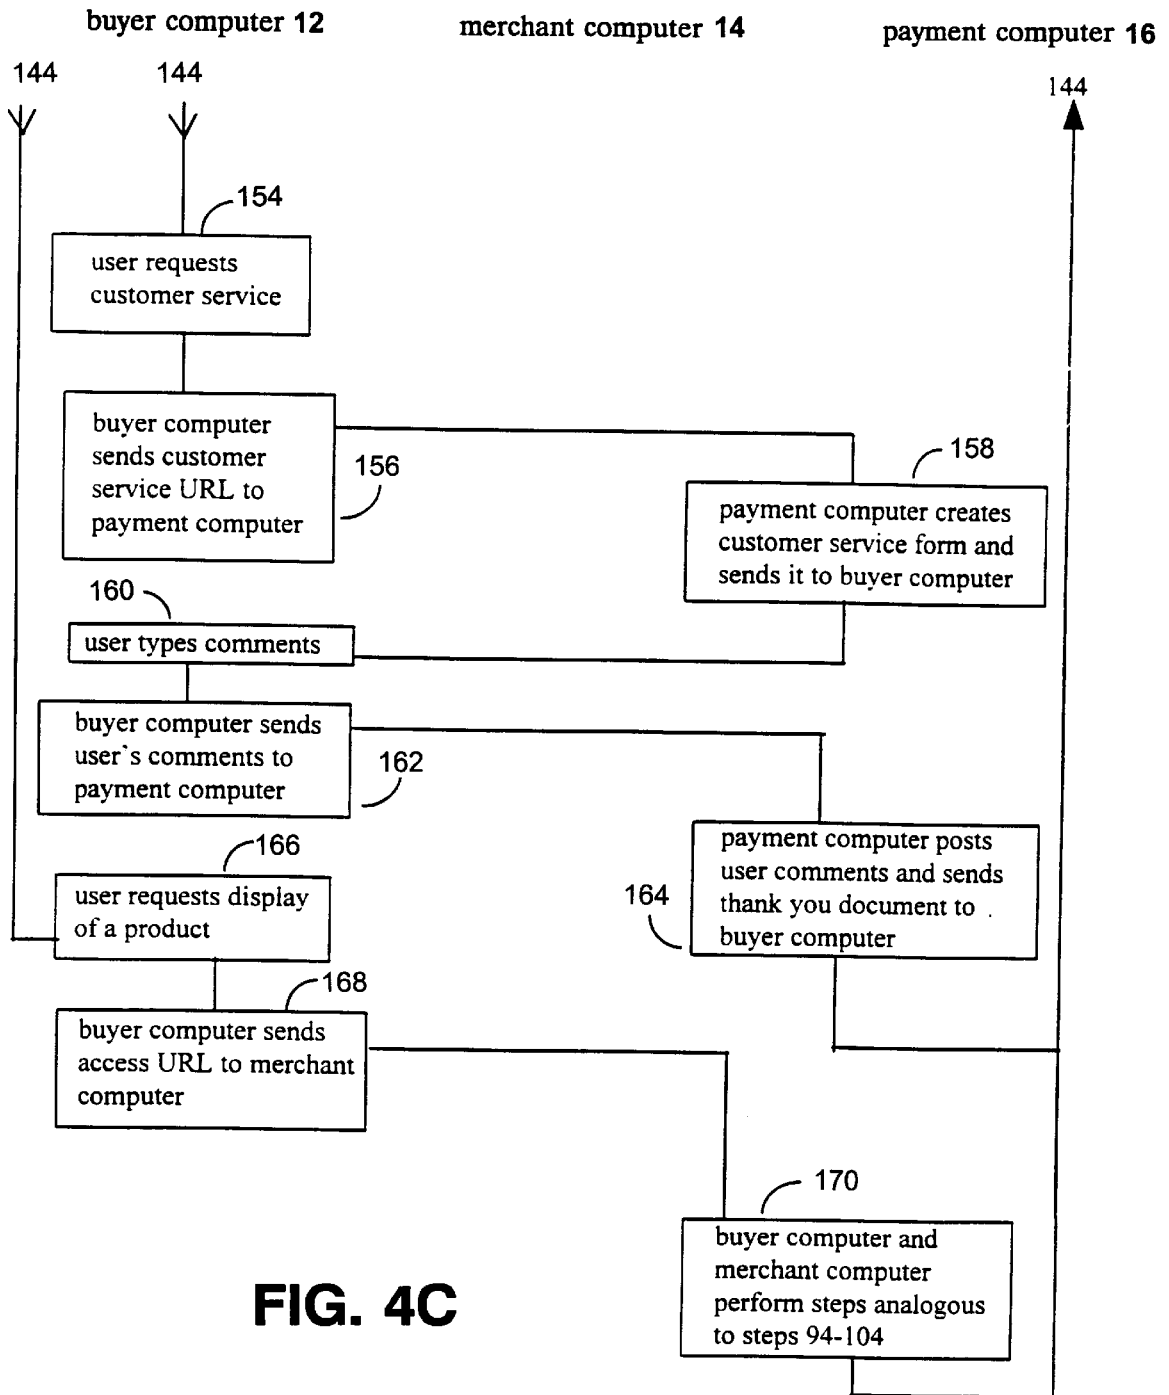 buyer computer 12
merchant computer 14
payment computer 16
144
144
144
154
user requests
customer service
buyer computer
sends customer
service URL to
payment computer
156
158
payment computer creates
customer service form and
sends it to buyer computer
160
user types comments
buyer computer sends
user`s comments to
payment computer
162
payment computer posts
user comments and sends
thank you document to
buyer computer
164
166
user requests display
of a product
168
buyer computer sends
access URL to merchant
computer
170
buyer computer and
merchant computer
perform steps analogous
to steps 94-104
FIG. 4C